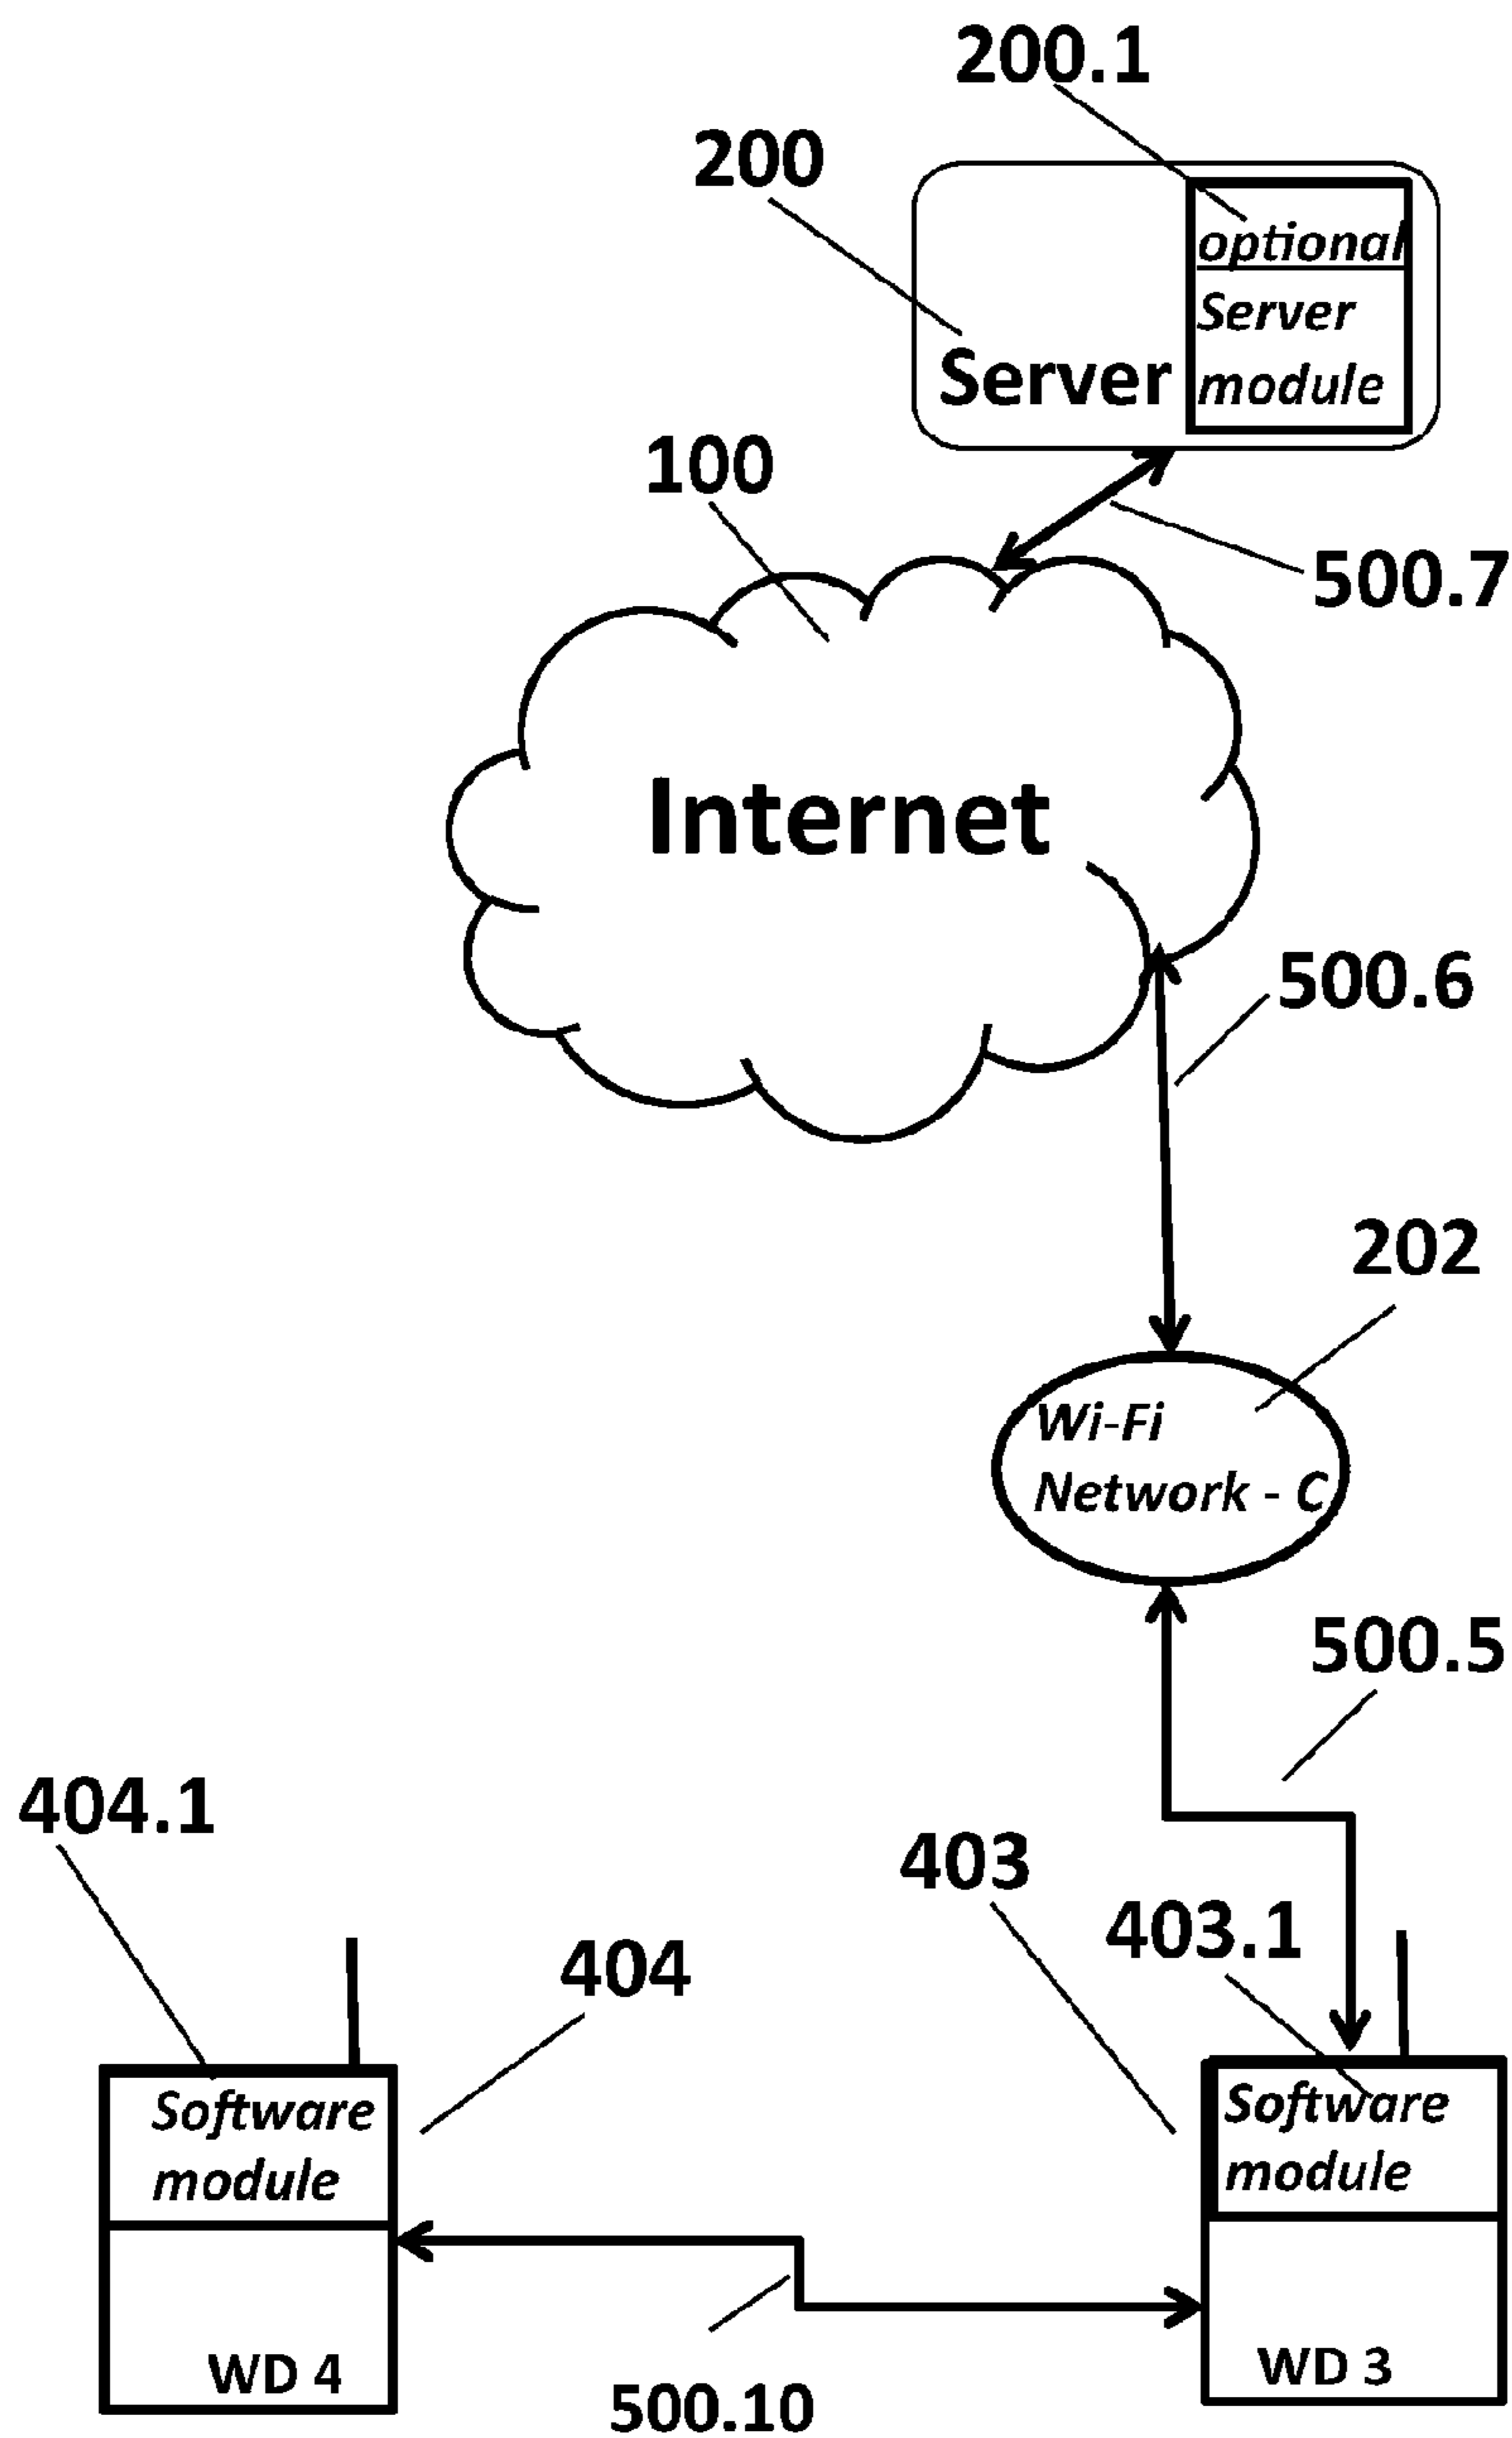 200.1
200
optional
Server
module
Server
100
500.7
Internet
500.6
202
Wi-Fi
Network - C
500.5
404.1
403
403.1
404
Software
module
Software
module
WD 4
WD 3
500.10